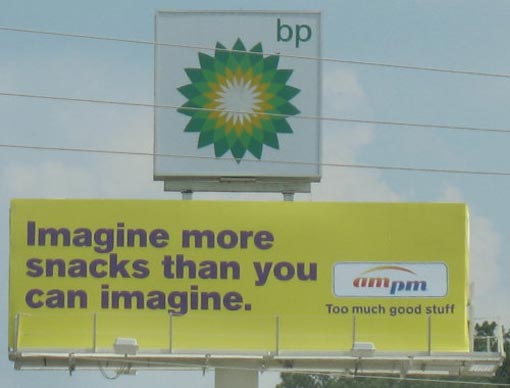 bp
Imagine more
snacks than you
can imagine.
ampm
Too much good stuff